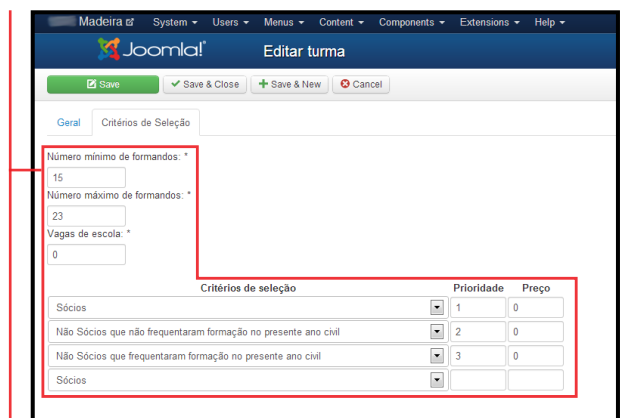 Madeira System Users Menus Content Components Extensions Help
Joomla!® Editar turma
Save Save & Close Save & New Cancel
Geral Critérios de Seleção
Número mínimo de formandos: *
15
Número máximo de formandos: *
23
Vagas de escola: *
0
Critérios de seleção Prioridade Preço
Sócios 1 0
Não Sócios que não frequentaram formação no presente ano civil 2 0
Não Sócios que frequentaram formação no presente ano civil 3 0
Sócios